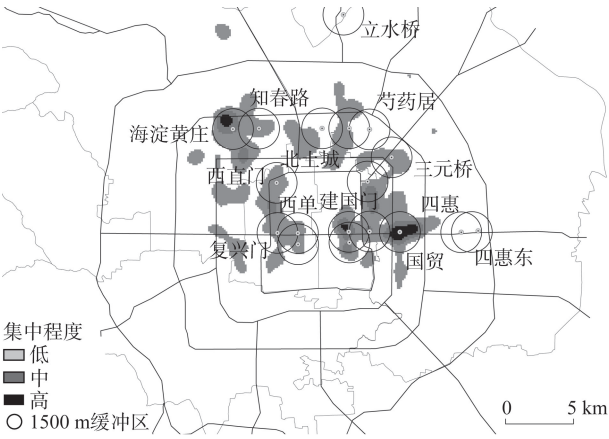 立水桥
知春路
芍药居
海淀黄庄
北土城
三元桥
西直门
西单
建国门
四惠
复兴门
国贸
四惠东
集中程度
低
中
高
1500 m缓冲区
0
5 km